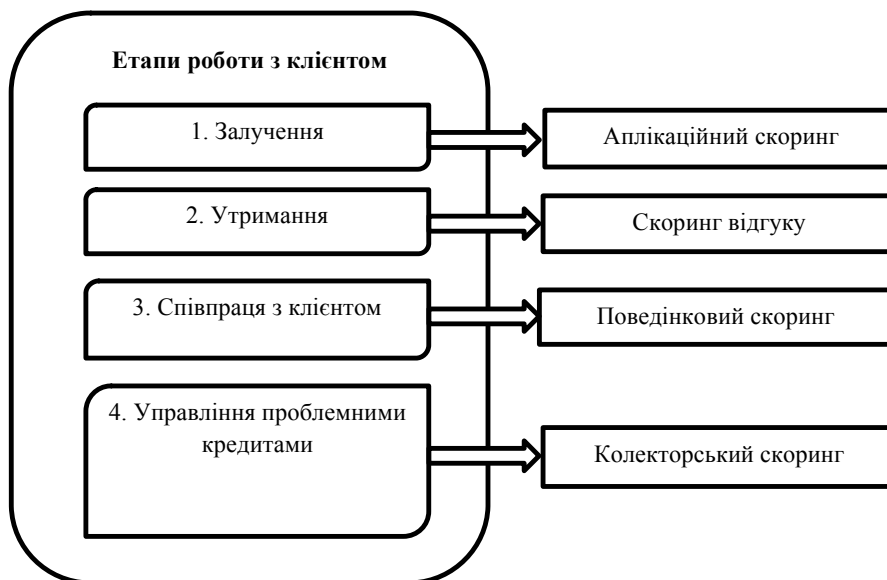 Етапи роботи з клієнтом
1. Залучення
Аплікаційний скоринг
2. Утримання
Скоринг відгуку
3. Співпраця з клієнтом
Поведінковий скоринг
4. Управління проблемними
кредитами
Колекторський скоринг